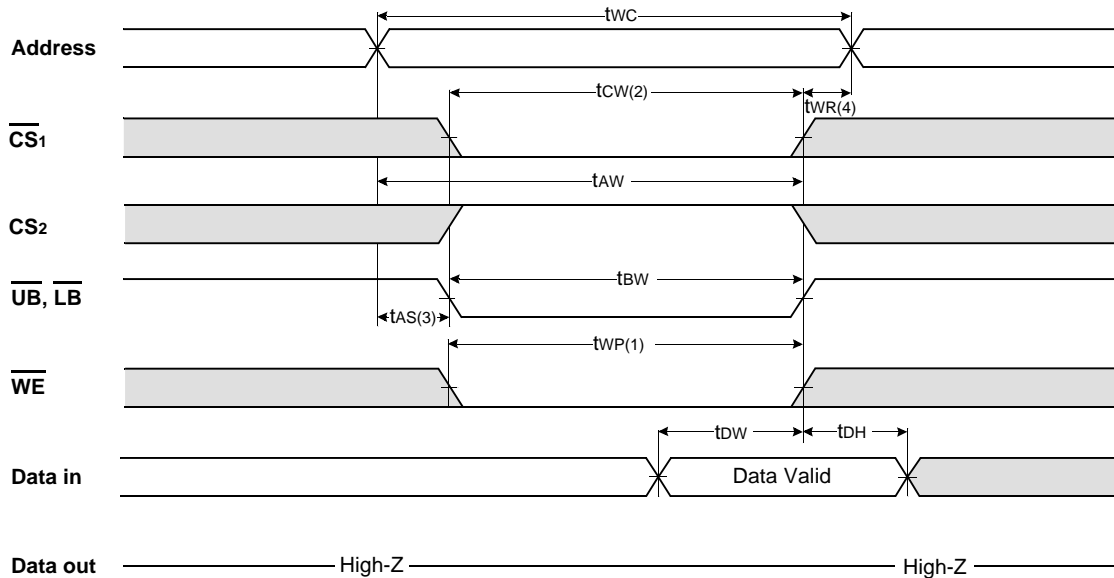 tWC
Address
tCW(2)
tWR(4)
CS1
tAW
CS2
tBW
UB, LB
tAS(3)
tWP(1)
WE
tDW
tDH
Data in
Data Valid
Data out
High-Z
High-Z